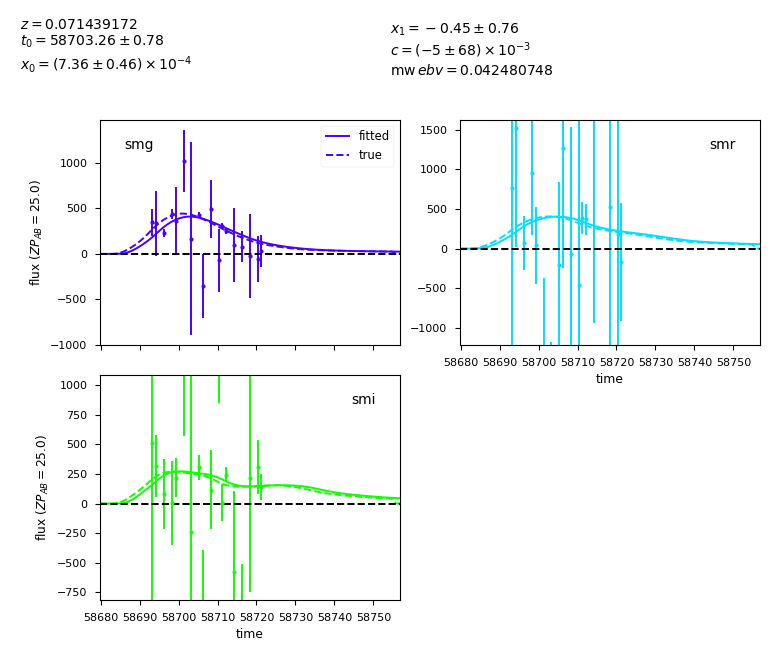 z = 0.071439172
t₀ = 58703.26 ± 0.78
x₀ = (7.36 ± 0.46) × 10⁻⁴
x₁ = −0.45 ± 0.76
c = (−5 ± 68) × 10⁻³
mw ebv = 0.042480748
smg
fitted
true
flux (ZP_AB = 25.0)
1000
500
0
−500
−1000
smr
1500
1000
500
0
−500
−1000
58680 58690 58700 58710 58720 58730 58740 58750
time
smi
flux (ZP_AB = 25.0)
1000
750
500
250
0
−250
−500
−750
58680 58690 58700 58710 58720 58730 58740 58750
time